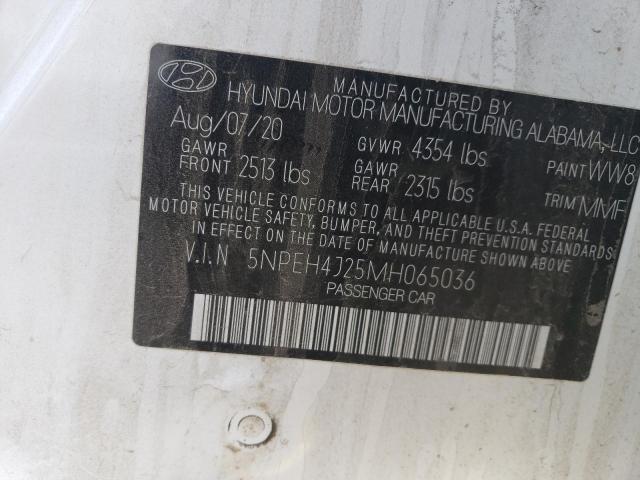 MANUFACTURED BY
HYUNDAI MOTOR MANUFACTURING ALABAMA, LLC
Aug/07/20
GVWR 4354 lbs
PAINT WW8
GAWR FRONT 2513 lbs
GAWR REAR 2315 lbs
TRIM MMF
THIS VEHICLE CONFORMS TO ALL APPLICABLE U.S.A. FEDERAL
MOTOR VEHICLE SAFETY, BUMPER, AND THEFT PREVENTION STANDARDS
IN EFFECT ON THE DATE OF MANUFACTURE SHOWN ABOVE.
V.I.N 5NPEH4J25MH065036
PASSENGER CAR